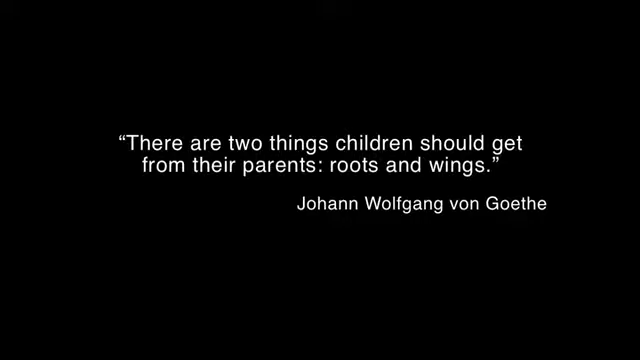 “There are two things children should get
from their parents: roots and wings.”
Johann Wolfgang von Goethe